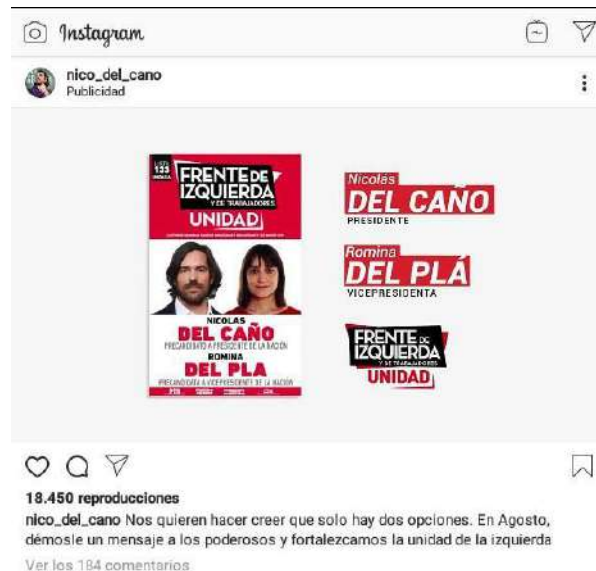 Instagram
nico_del_cano
Publicidad
LISTA
133
FRENTE DE
IZQUIERDA
Y DE TRABAJADORES
UNIDAD
NICOLAS
DEL CAÑO
PRECANDIDATO A PRESIDENTE DE LA NACIÓN
ROMINA
DEL PLA
PRECANDIDATA A VICEPRESIDENTE DE LA NACIÓN
Nicolás
DEL CAÑO
PRESIDENTE
Romina
DEL PLÁ
VICEPRESIDENTA
FRENTE DE
IZQUIERDA
Y DE TRABAJADORES
UNIDAD
18.450 reproducciones
nico_del_cano Nos quieren hacer creer que solo hay dos opciones. En Agosto,
démosle un mensaje a los poderosos y fortalezcamos la unidad de la izquierda
Ver los 184 comentarios